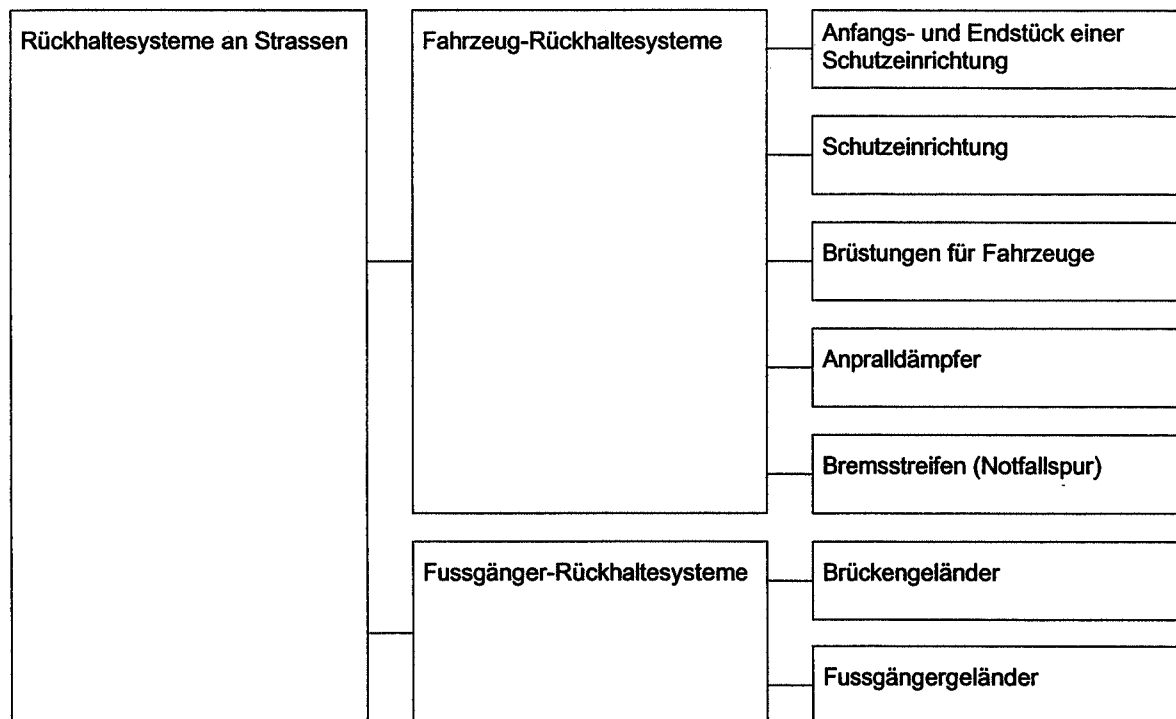 Rückhaltesysteme an Strassen
Fahrzeug-Rückhaltesysteme
Anfangs- und Endstück einer
Schutzeinrichtung
Schutzeinrichtung
Brüstungen für Fahrzeuge
Anpralldämpfer
Bremsstreifen (Notfallspur)
Fussgänger-Rückhaltesysteme
Brückengeländer
Fussgängergeländer